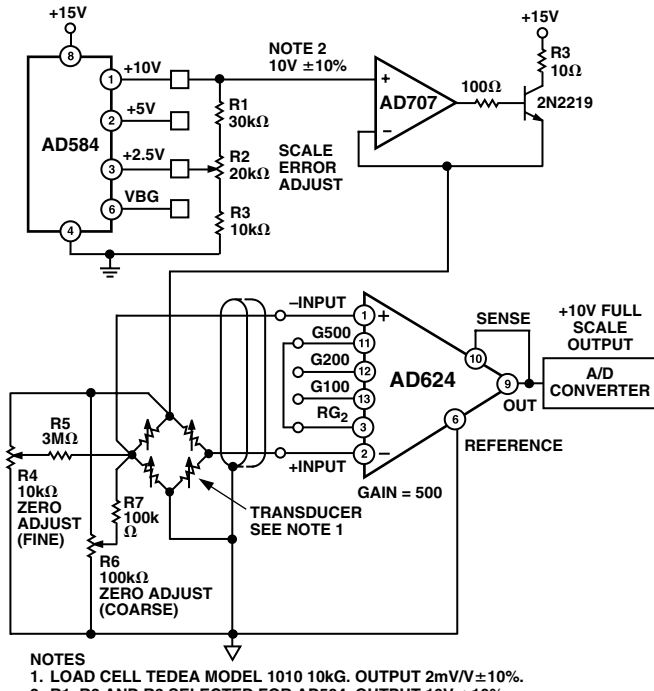 +15V
8
1
+10V
2
+5V
AD584
3
+2.5V
6
VBG
4
R1
30kΩ
R2
20kΩ
R3
10kΩ
SCALE
ERROR
ADJUST
NOTE 2
10V ±10%
+
AD707
–
100Ω
+15V
R3
10Ω
2N2219
–INPUT
1
+
G500
11
G200
12
G100
13
RG2
3
+INPUT
2
–
AD624
GAIN = 500
SENSE
10
9
OUT
6
REFERENCE
+10V FULL
SCALE
OUTPUT
A/D
CONVERTER
R5
3MΩ
R4
10kΩ
ZERO
ADJUST
(FINE)
R7
100k
Ω
R6
100kΩ
ZERO ADJUST
(COARSE)
TRANSDUCER
SEE NOTE 1
NOTES
1. LOAD CELL TEDEA MODEL 1010 10kG. OUTPUT 2mV/V±10%.